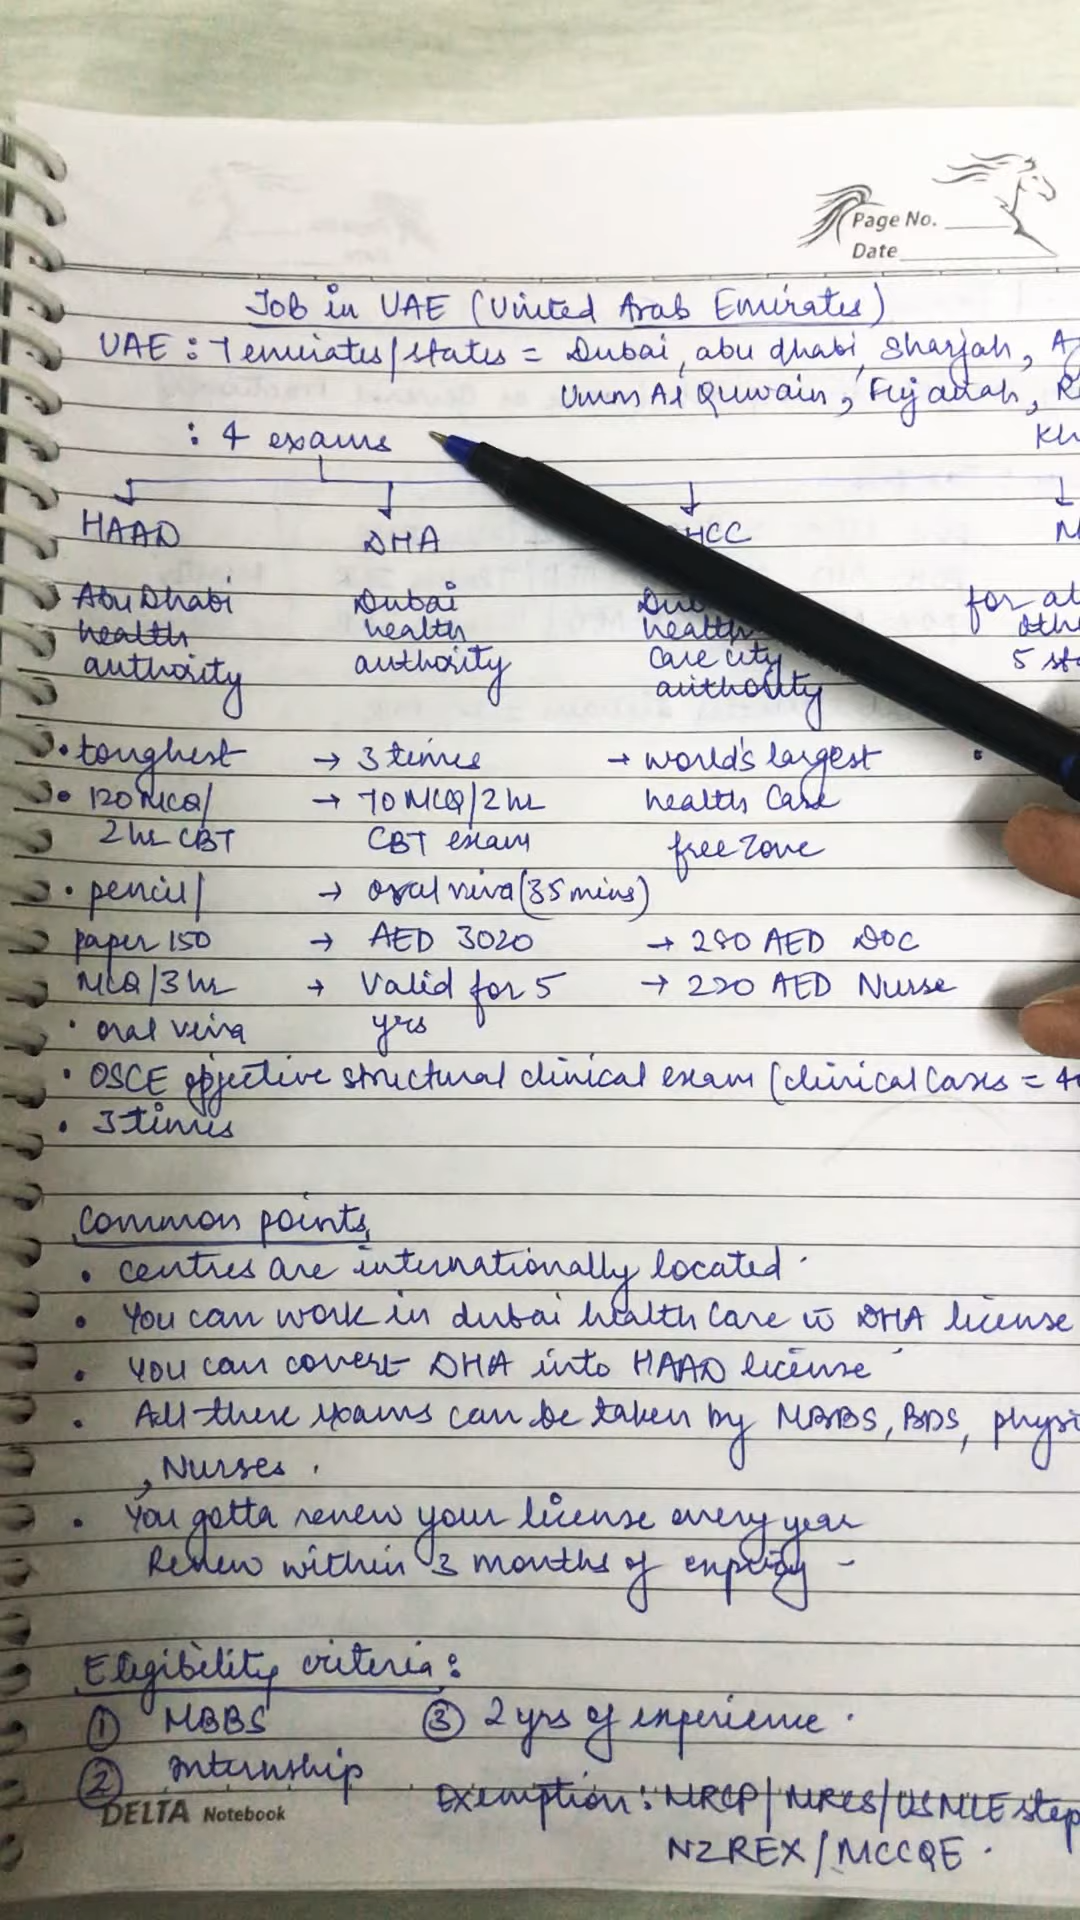 Page No.
Date
Job in UAE (United Arab Emirates)
UAE : 7 emirates/states = Dubai, abu dhabi, Sharjah, A
Umm Al Quwain, Fujairah, R
: 4 exams Kh
HAAD DHA HCC M
Abu Dhabi Dubai Du for al
health health health oth
authority authority care city 5 sta
authority
• toughest → 3 times → world's largest •
• 120 MCQ/ → 70 MCQ/2 hr health Care
2 hr CBT CBT exam free Zone
• pencil/ → oral viva (35 mins)
paper 150 → AED 3020 → 280 AED DOC
MCQ/3 hr → Valid for 5 → 220 AED Nurse
• oral viva yrs
• OSCE objective structural clinical exam (clinical Cases = 4
• 3 times
Common points
• centres are internationally located.
• You can work in dubai health Care w DHA license
• You can covert DHA into HAAD license
• All these exams can be taken by MBBS, BDS, physi
, Nurses.
• You gotta renew your license every year
Renew within 3 months of expiry -
Eligibility criteria :
① MBBS ③ 2 yrs of experience.
② Internship
Exemption : MRCP/MRCS/USMLE step
DELTA Notebook
NZREX/MCCQE.